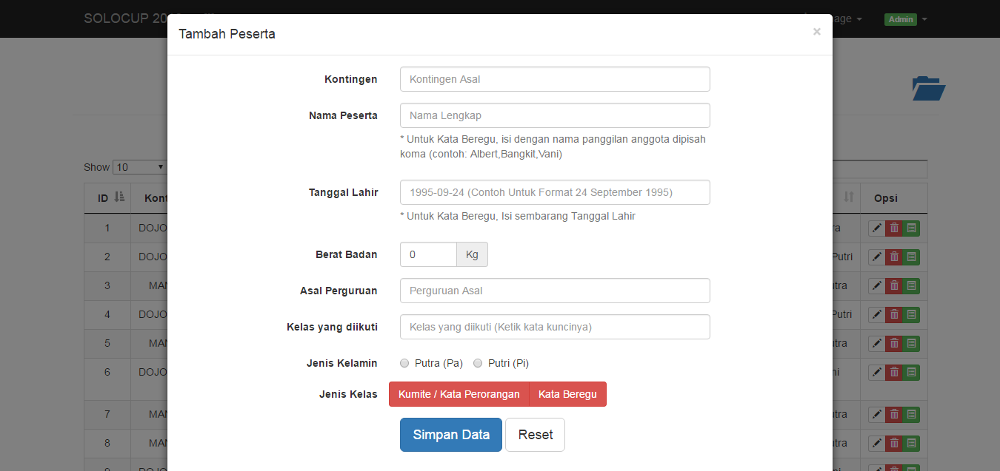 SOLOCUP 20
Admin
Tambah Peserta
×
Kontingen
Kontingen Asal
Nama Peserta
Nama Lengkap
* Untuk Kata Beregu, isi dengan nama panggilan anggota dipisah
koma (contoh: Albert,Bangkit,Vani)
Tanggal Lahir
1995-09-24 (Contoh Untuk Format 24 September 1995)
* Untuk Kata Beregu, Isi sembarang Tanggal Lahir
Berat Badan
0 Kg
Asal Perguruan
Perguruan Asal
Kelas yang diikuti
Kelas yang diikuti (Ketik kata kuncinya)
Jenis Kelamin
Putra (Pa) Putri (Pi)
Jenis Kelas
Kumite / Kata Perorangan Kata Beregu
Simpan Data Reset
Show 10
ID Kont Opsi
1 DOJO ra
2 DOJO Putri
3 MAN tra
4 DOJO Putri
5 MAN tra
6 DOJO ni
7 MAN tra
8 MAN tra